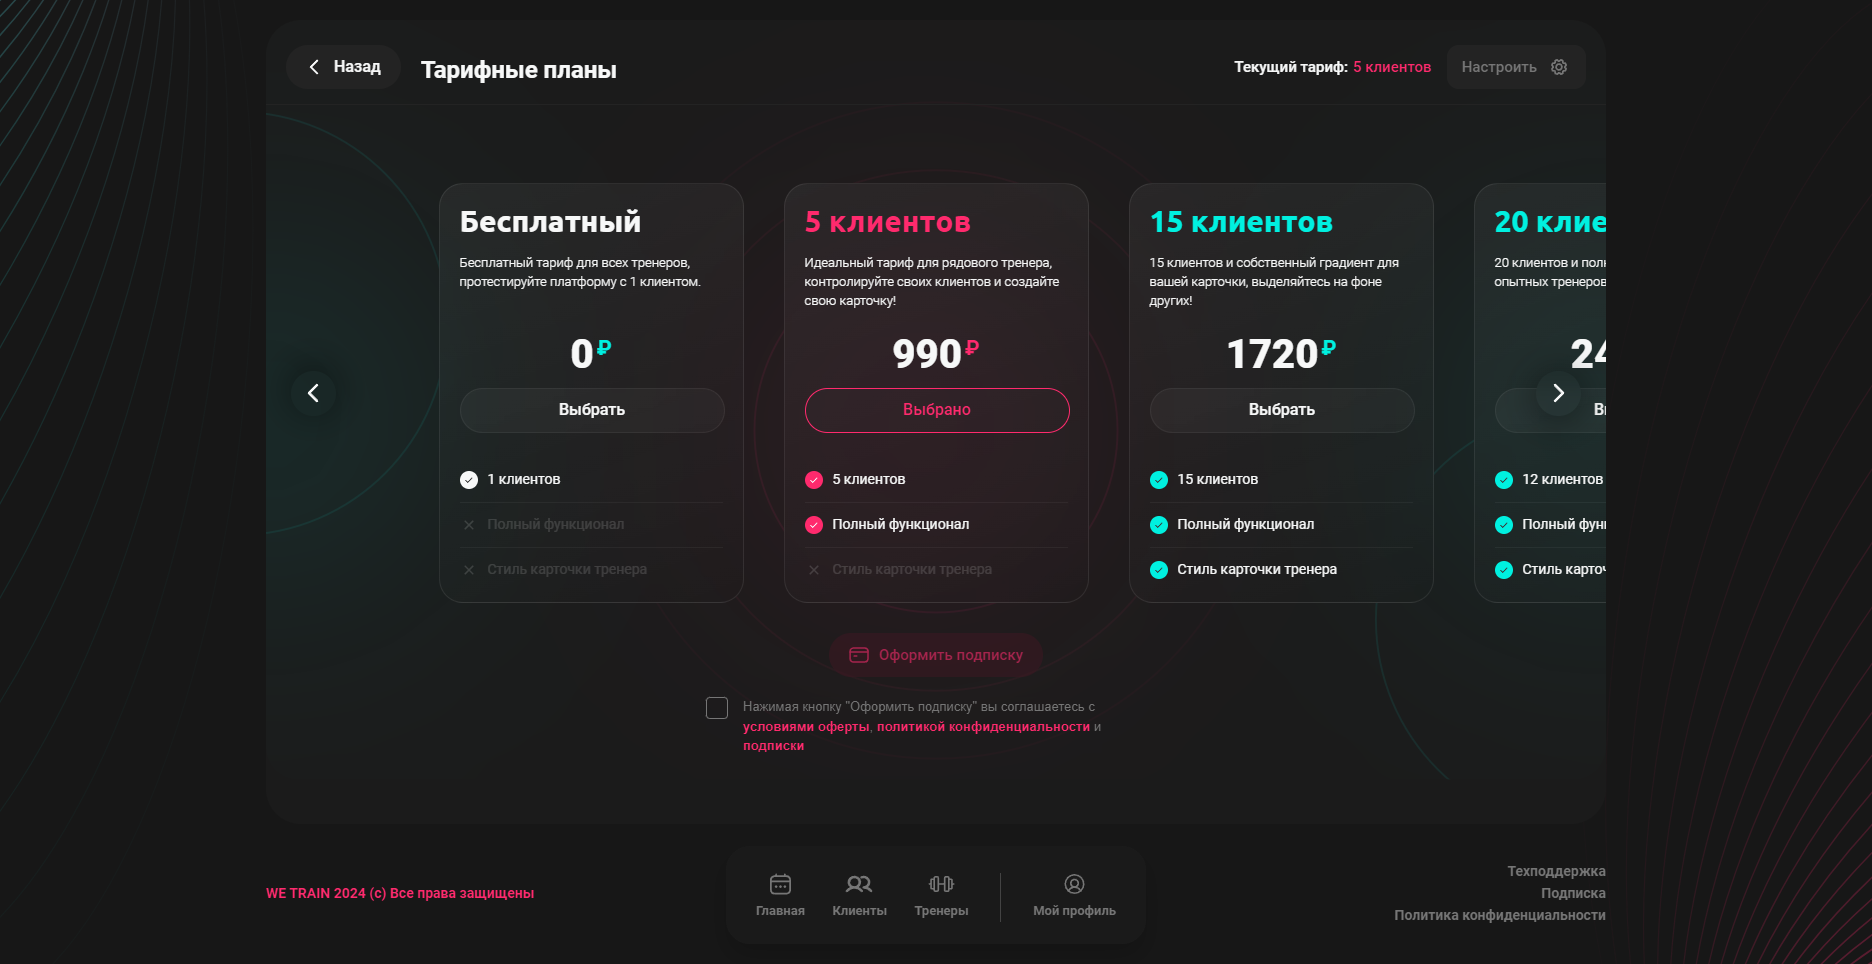 Назад
Тарифные планы
Текущий тариф: 5 клиентов
Настроить
Бесплатный
Бесплатный тариф для всех тренеров,
протестируйте платформу с 1 клиентом.
0₽
Выбрать
1 клиентов
Полный функционал
Стиль карточки тренера
5 клиентов
Идеальный тариф для рядового тренера,
контролируйте своих клиентов и создайте
свою карточку!
990₽
Выбрано
5 клиентов
Полный функционал
Стиль карточки тренера
15 клиентов
15 клиентов и собственный градиент для
вашей карточки, выделяйтесь на фоне
других!
1720₽
Выбрать
15 клиентов
Полный функционал
Стиль карточки тренера
20 клие
20 клиентов и
опытных тренеров
24
12 клиентов
Полный
Стиль
Оформить подписку
Нажимая кнопку "Оформить подписку" вы соглашаетесь с
условиями оферты, политикой конфиденциальности и
подписки
WE TRAIN 2024 (c) Все права защищены
Главная
Клиенты
Тренеры
Мой профиль
Техподдержка
Подписка
Политика конфиденциальности